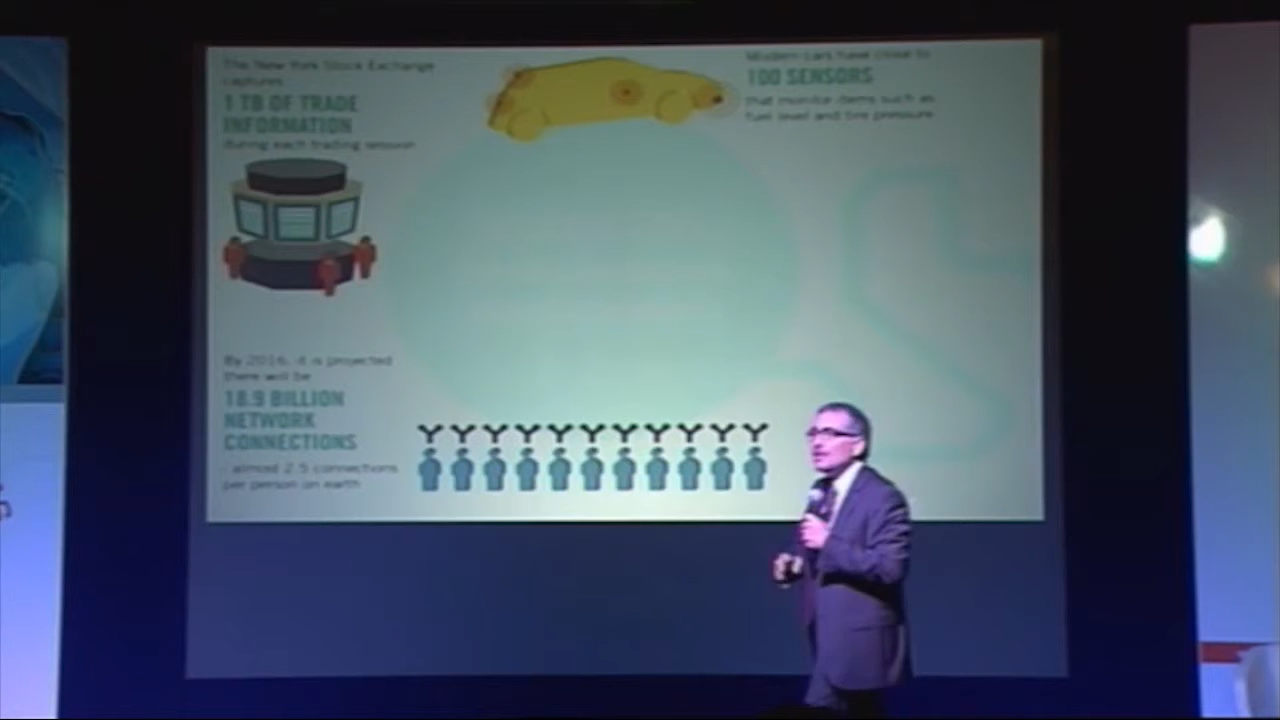 The New York Stock Exchange
captures
1 TB OF TRADE
INFORMATION
during each trading session
Modern cars have close to
100 SENSORS
that monitor items such as
fuel level and tire pressure
By 2016, it is projected
there will be
18.9 BILLION
NETWORK
CONNECTIONS
- almost 2.5 connections
per person on earth